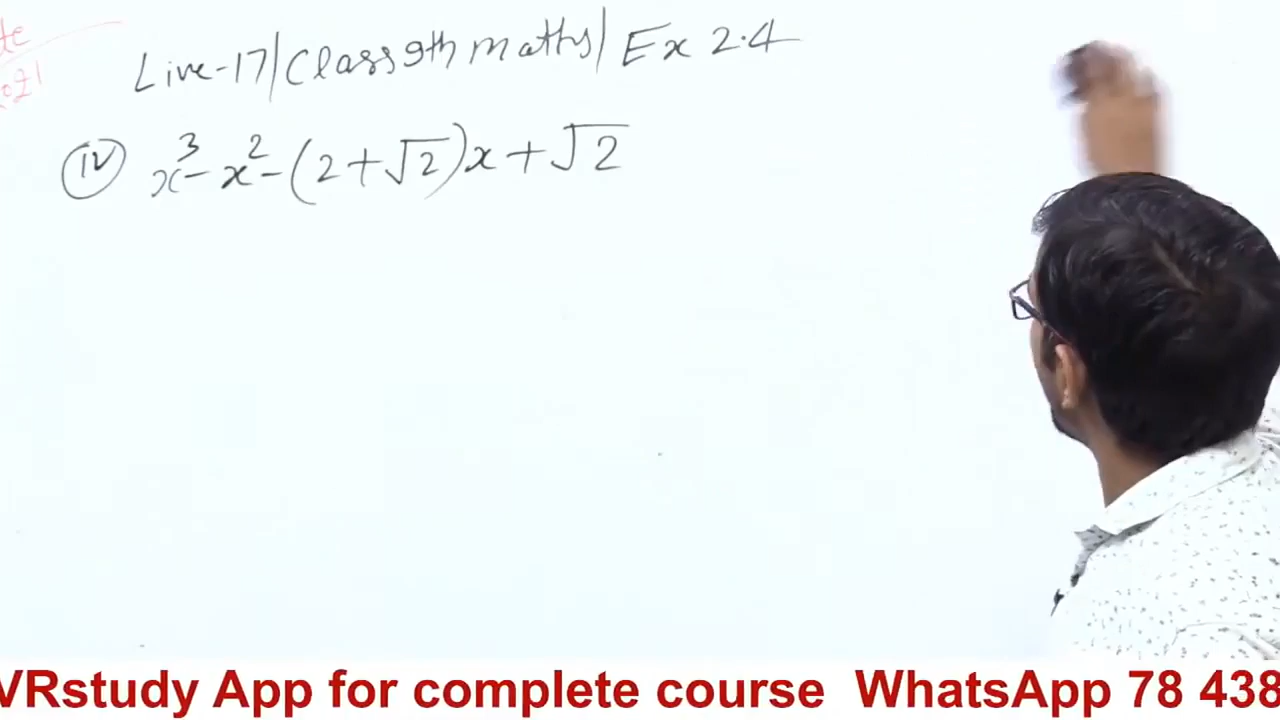 Live-17|Class 9th maths| Ex 2.4
(iv) x³-x²-(2+√2)x+√2
VRstudy App for complete course WhatsApp 78 438